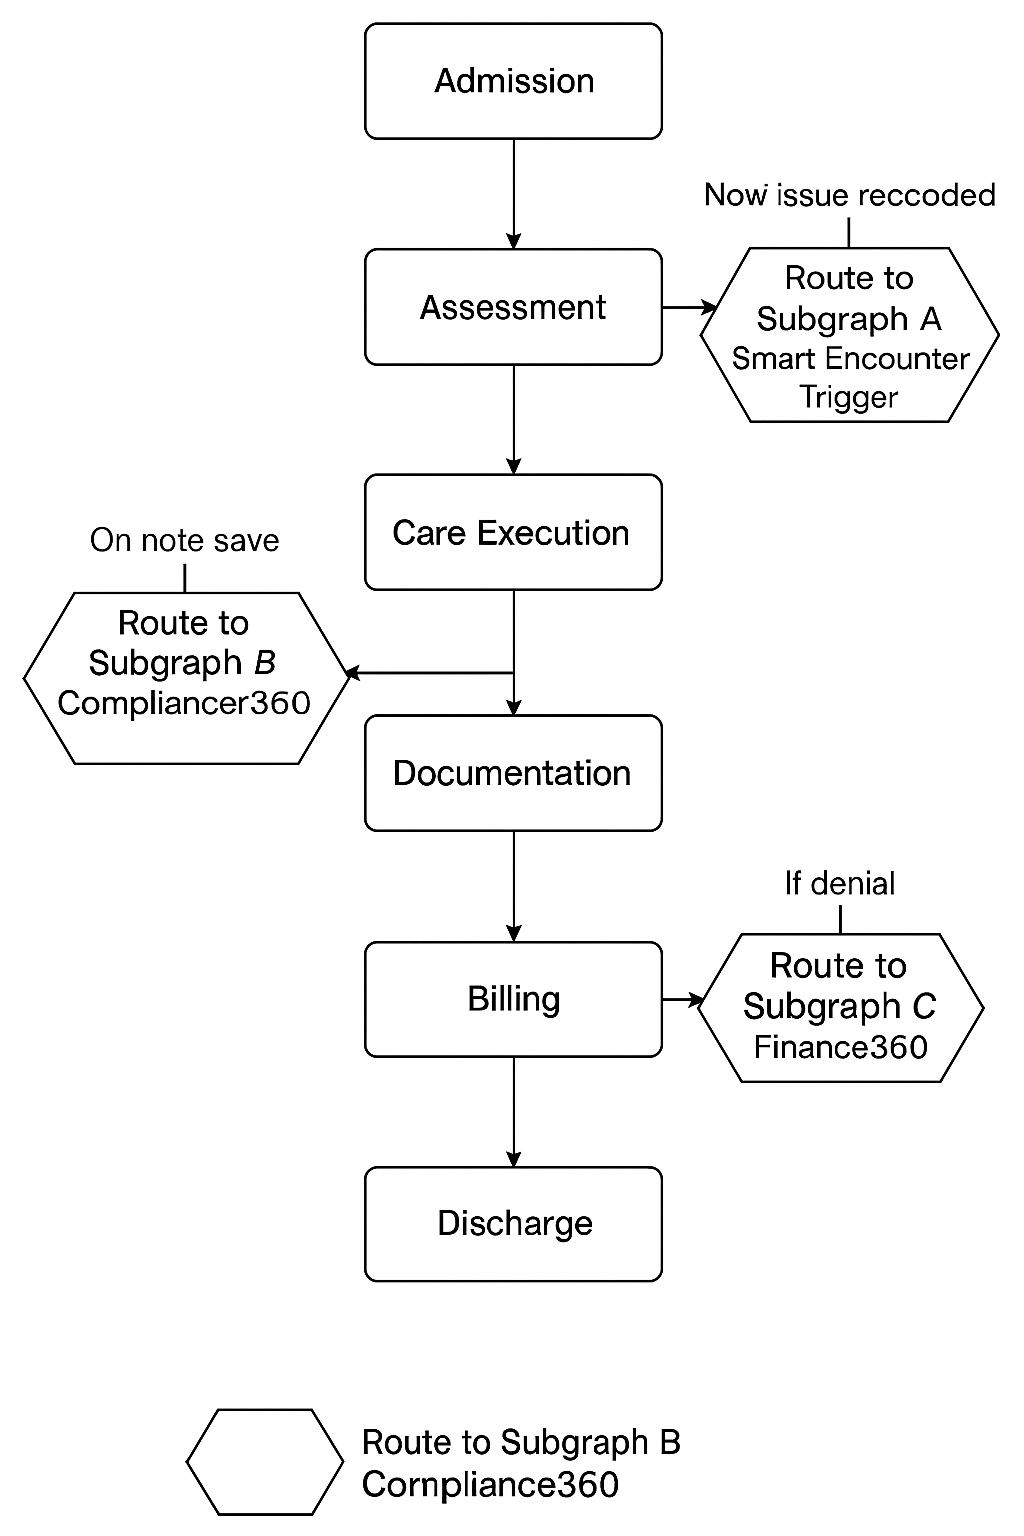 Admission
Now issue reccoded
Assessment
Route to
Subgraph A
Smart Encounter
Trigger
Care Execution
On note save
Route to
Subgraph B
Compliancer360
Documentation
If denial
Billing
Route to
Subgraph C
Finance360
Discharge
Route to Subgraph B
Cornpliance360